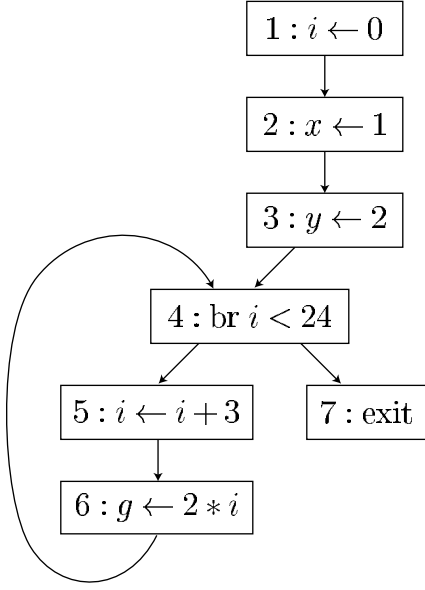 1 : i ← 0
2 : x ← 1
3 : y ← 2
4 : br i < 24
5 : i ← i + 3
7 : exit
6 : g ← 2 * i